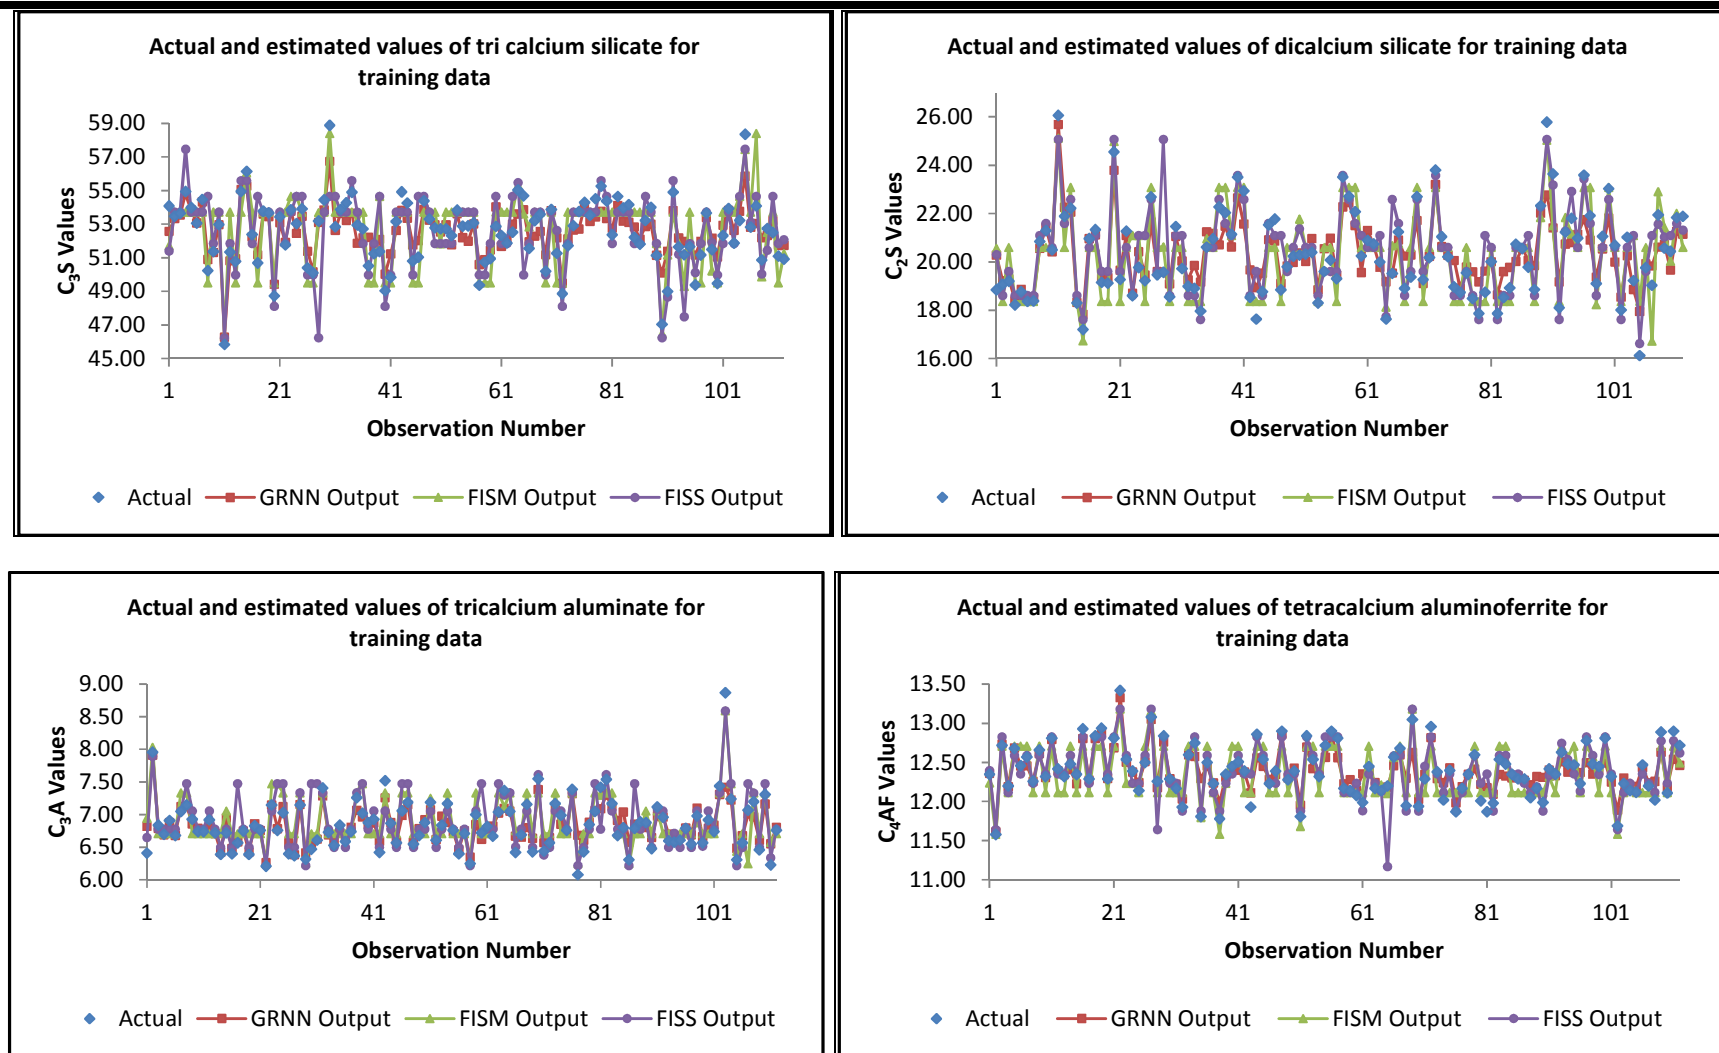 Actual and estimated values of tri calcium silicate for
training data
C₃S Values
59.00
57.00
55.00
53.00
51.00
49.00
47.00
45.00
1 21 41 61 81 101
Observation Number
Actual GRNN Output FISM Output FISS Output
Actual and estimated values of dicalcium silicate for training data
C₂S Values
26.00
24.00
22.00
20.00
18.00
16.00
1 21 41 61 81 101
Observation Number
Actual GRNN Output FISM Output FISS Output
Actual and estimated values of tricalcium aluminate for
training data
C₃A Values
9.00
8.50
8.00
7.50
7.00
6.50
6.00
1 21 41 61 81 101
Observation Number
Actual GRNN Output FISM Output FISS Output
Actual and estimated values of tetracalcium aluminoferrite for
training data
C₄AF Values
13.50
13.00
12.50
12.00
11.50
11.00
1 21 41 61 81 101
Observation Number
Actual GRNN Output FISM Output FISS Output